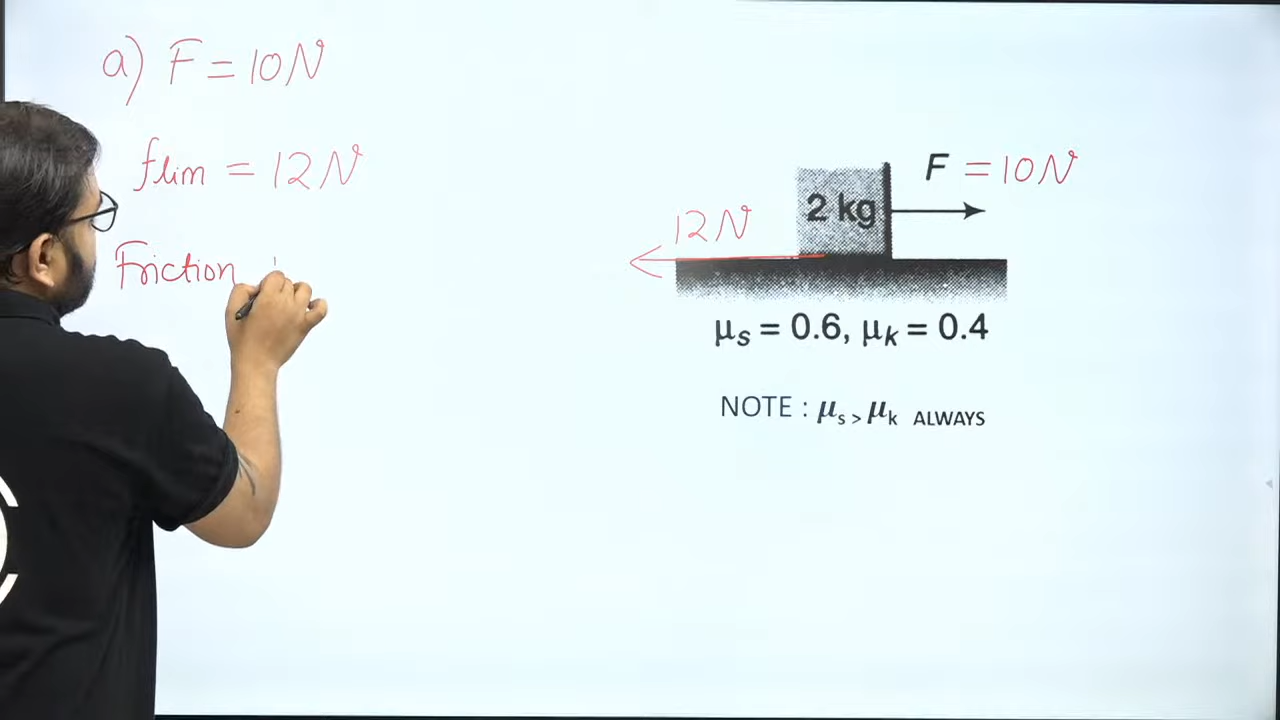 a) F = 10N
flim = 12N
Friction
F = 10N
2 kg
12N
μs = 0.6, μk = 0.4
NOTE : μs > μk ALWAYS